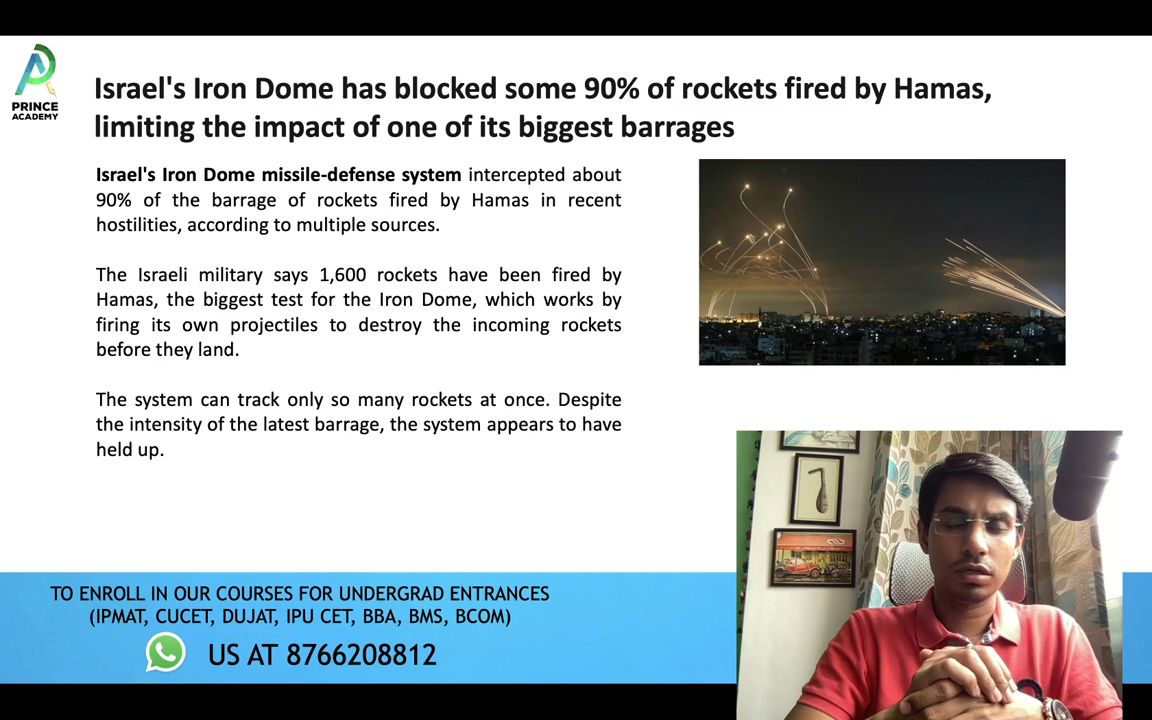 PRINCE
ACADEMY
Israel's Iron Dome has blocked some 90% of rockets fired by Hamas,
limiting the impact of one of its biggest barrages
Israel's Iron Dome missile-defense system intercepted about
90% of the barrage of rockets fired by Hamas in recent
hostilities, according to multiple sources.
The Israeli military says 1,600 rockets have been fired by
Hamas, the biggest test for the Iron Dome, which works by
firing its own projectiles to destroy the incoming rockets
before they land.
The system can track only so many rockets at once. Despite
the intensity of the latest barrage, the system appears to have
held up.
TO ENROLL IN OUR COURSES FOR UNDERGRAD ENTRANCES
(IPMAT, CUCET, DUJAT, IPU CET, BBA, BMS, BCOM)
US AT 8766208812